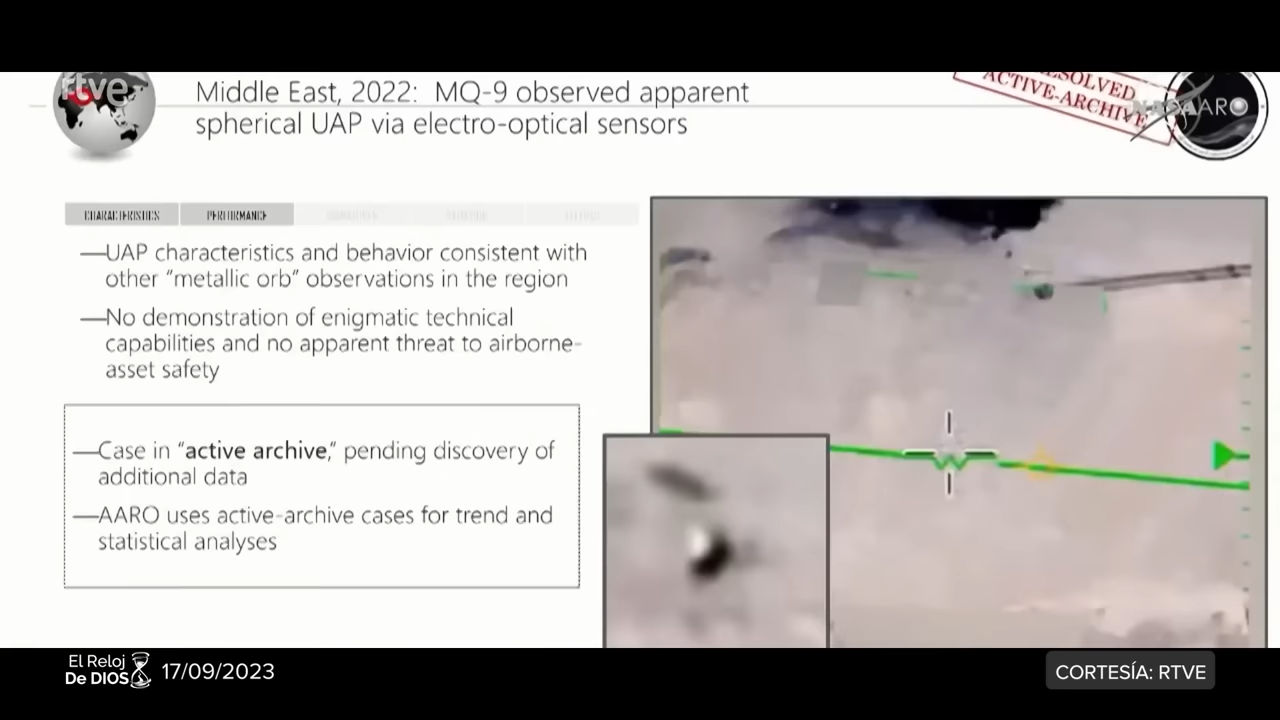 rtve
Middle East, 2022: MQ-9 observed apparent
spherical UAP via electro-optical sensors
ACTIVE-ARCHIVE
AARO
CHARACTERISTICS PERFORMANCE
—UAP characteristics and behavior consistent with
other “metallic orb” observations in the region
—No demonstration of enigmatic technical
capabilities and no apparent threat to airborne-
asset safety
—Case in “active archive,” pending discovery of
additional data
—AARO uses active-archive cases for trend and
statistical analyses
El Reloj
De DIOS
17/09/2023
CORTESÍA: RTVE